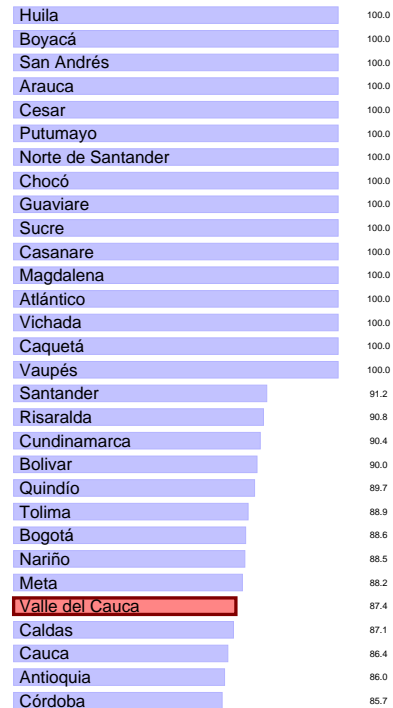 Huila 100.0
Boyacá 100.0
San Andrés 100.0
Arauca 100.0
Cesar 100.0
Putumayo 100.0
Norte de Santander 100.0
Chocó 100.0
Guaviare 100.0
Sucre 100.0
Casanare 100.0
Magdalena 100.0
Atlántico 100.0
Vichada 100.0
Caquetá 100.0
Vaupés 100.0
Santander 91.2
Risaralda 90.8
Cundinamarca 90.4
Bolivar 90.0
Quindío 89.7
Tolima 88.9
Bogotá 88.6
Nariño 88.5
Meta 88.2
Valle del Cauca 87.4
Caldas 87.1
Cauca 86.4
Antioquia 86.0
Córdoba 85.7